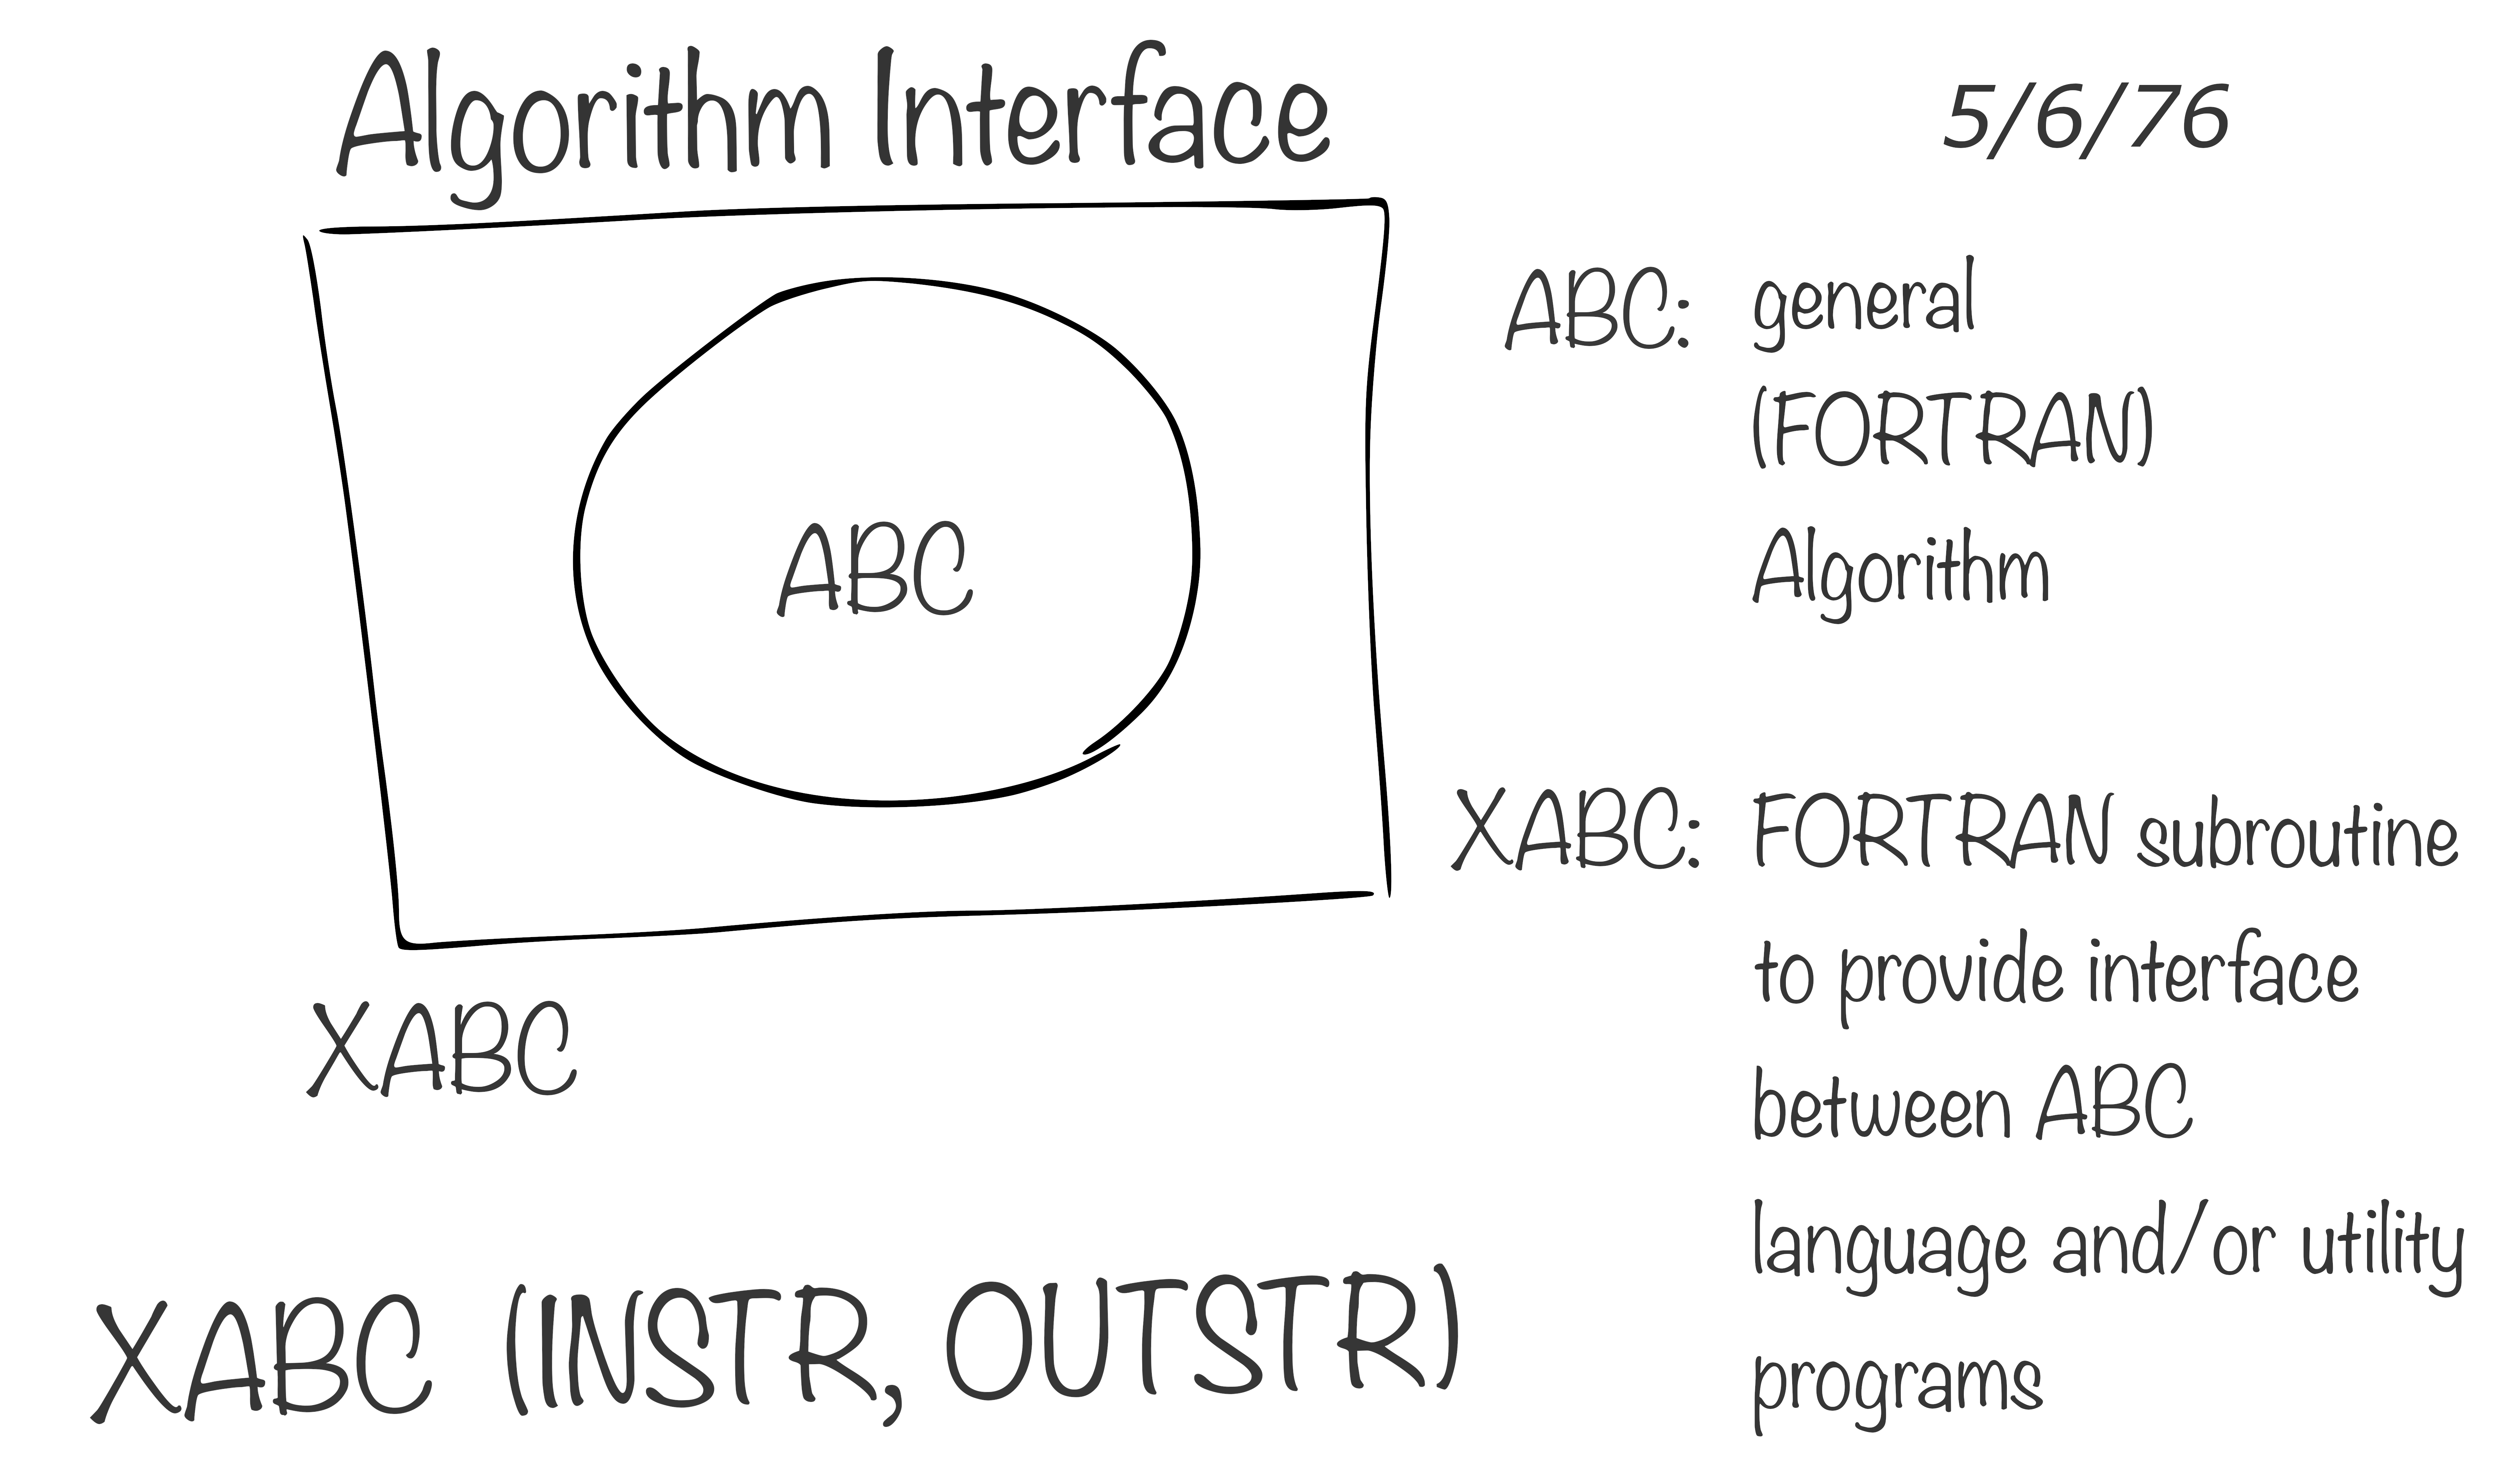 Algorithm Interface
5/6/76
ABC
XABC
XABC (INSTR, OUTSTR)
ABC: general
(FORTRAN)
Algorithm
XABC: FORTRAN subroutine
to provide interface
between ABC
language and/or utility
programs